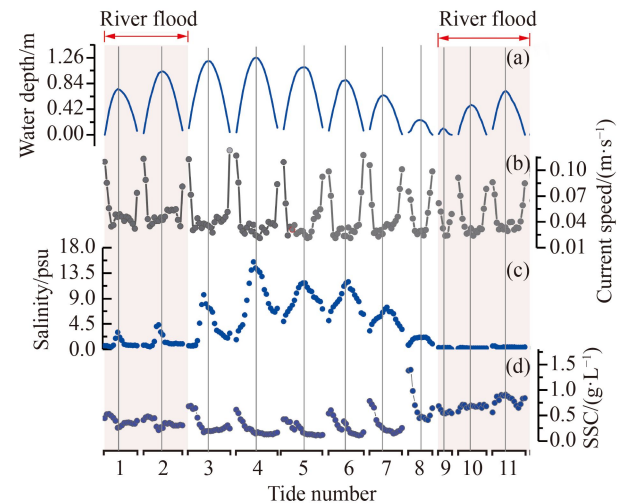 River flood River flood
(a)
Water depth/m
1.26
0.84
0.42
0.00
(b)
Current speed/(m·s⁻¹)
0.10
0.07
0.04
0.01
(c)
Salinity/psu
18.0
13.5
9.0
4.5
0.0
(d)
SSC/(g·L⁻¹)
1.5
1.0
0.5
0.0
1 2 3 4 5 6 7 8 9 10 11
Tide number